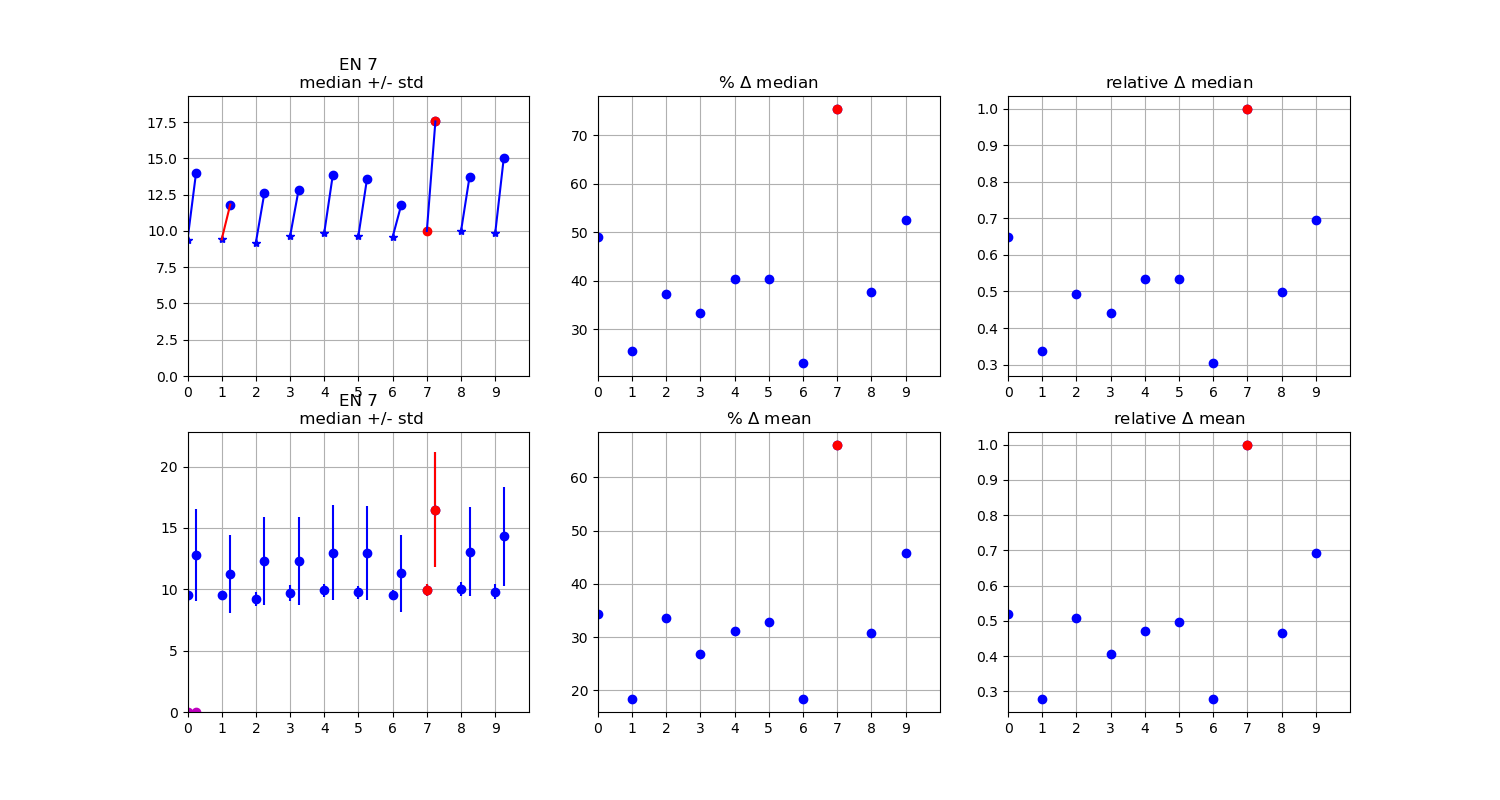 EN 7
median +/- std
% Δ median
relative Δ median
17.5
15.0
12.5
10.0
7.5
5.0
2.5
0.0
0 1 2 3 4 5 6 7 8 9
70
60
50
40
30
0 1 2 3 4 5 6 7 8 9
1.0
0.9
0.8
0.7
0.6
0.5
0.4
0.3
0 1 2 3 4 5 6 7 8 9
EN 7
median +/- std
% Δ mean
relative Δ mean
20
15
10
5
0
0 1 2 3 4 5 6 7 8 9
60
50
40
30
20
0 1 2 3 4 5 6 7 8 9
1.0
0.9
0.8
0.7
0.6
0.5
0.4
0.3
0 1 2 3 4 5 6 7 8 9